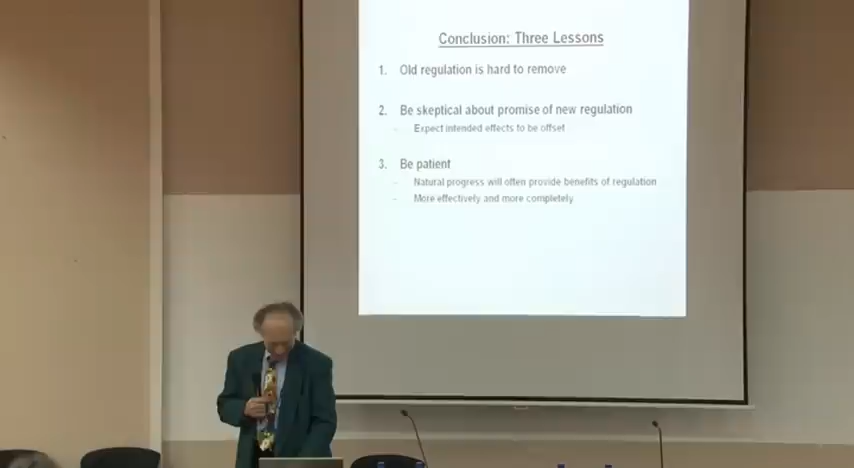 Conclusion: Three Lessons
1. Old regulation is hard to remove
2. Be skeptical about promise of new regulation
- Expect intended effects to be offset
3. Be patient
- Natural progress will often provide benefits of regulation
- More effectively and more completely